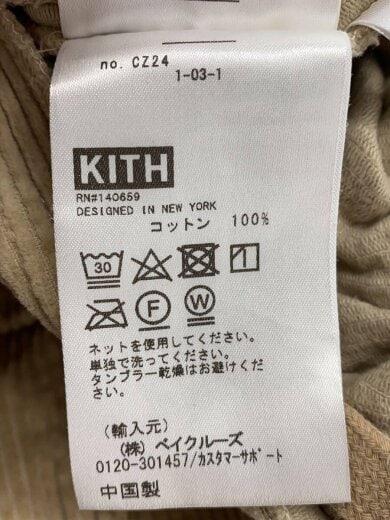 no. CZ24
1-03-1
KITH
RN#140659
DESIGNED IN NEW YORK
コットン 100%
30
F W
ネットを使用してください。
単独で洗ってください。
タンブラー乾燥はお避けくだ
さい。
(輸入元)
(株) ベイクルーズ
0120-301457/カスタマーサポート
中国製